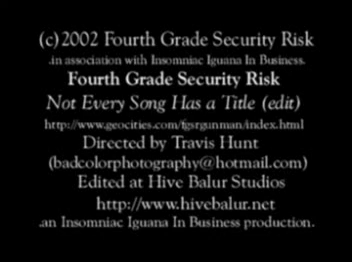 (c) 2002 Fourth Grade Security Risk
.in association with Insomniac Iguana In Business.
Fourth Grade Security Risk
Not Every Song Has a Title (edit)
http://www.geocities.com/fgsrgunman/index.html
Directed by Travis Hunt
(badcolorphotography@hotmail.com)
Edited at Hive Balur Studios
http://www.hivebalur.net
.an Insomniac Iguana In Business production.